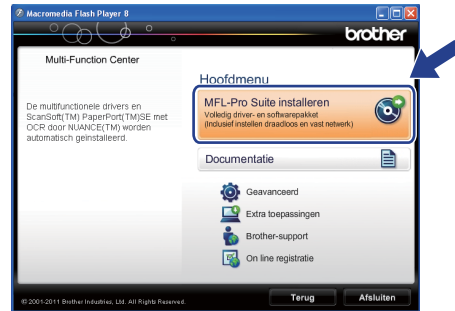 Macromedia Flash Player 8
brother
Multi-Function Center
Hoofdmenu
De multifunctionele drivers en
ScanSoft(TM) PaperPort(TM)SE met
OCR door NUANCE(TM) worden
automatisch geïnstalleerd.
MFL-Pro Suite installeren
Volledig driver- en softwarepakket
(Inclusief instellen draadloos en vast netwerk)
Documentatie
Geavanceerd
Extra toepassingen
Brother-support
On line registratie
© 2001-2011 Brother Industries, Ltd. All Rights Reserved.
Terug
Afsluiten